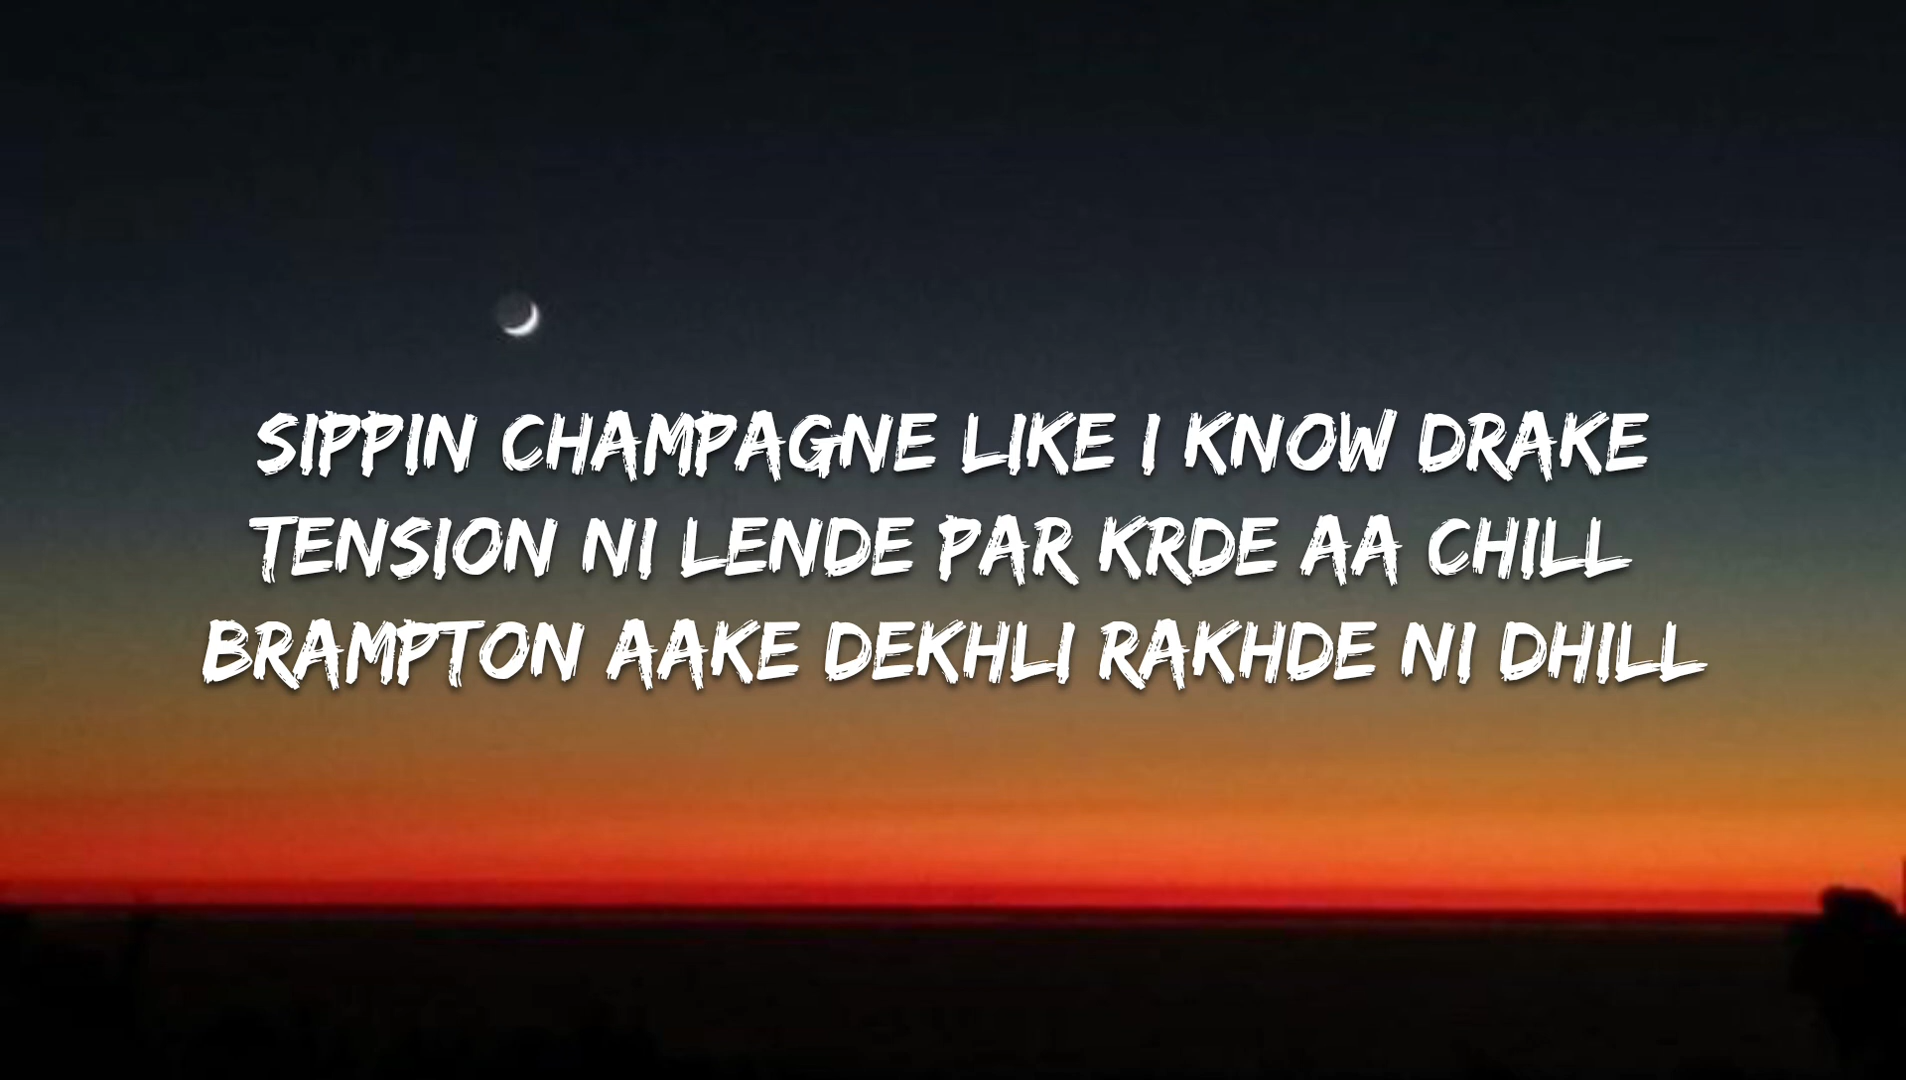 SIPPIN CHAMPAGNE LIKE I KNOW DRAKE
TENSION NI LENDE PAR KRDE AA CHILL
BRAMPTON AAKE DEKHLI RAKHDE NI DHILL